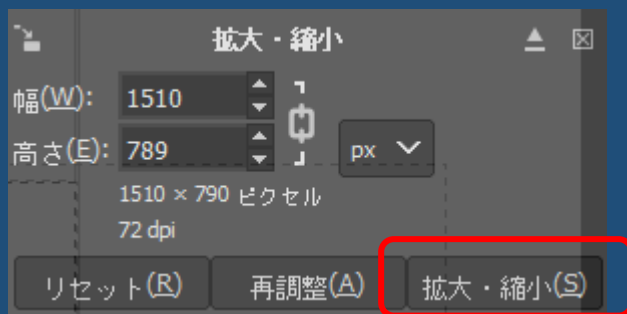 拡大・縮小
幅(W): 1510
高さ(E): 789 px
1510 × 790 ピクセル
72 dpi
リセット(R) 再調整(A) 拡大・縮小(S)